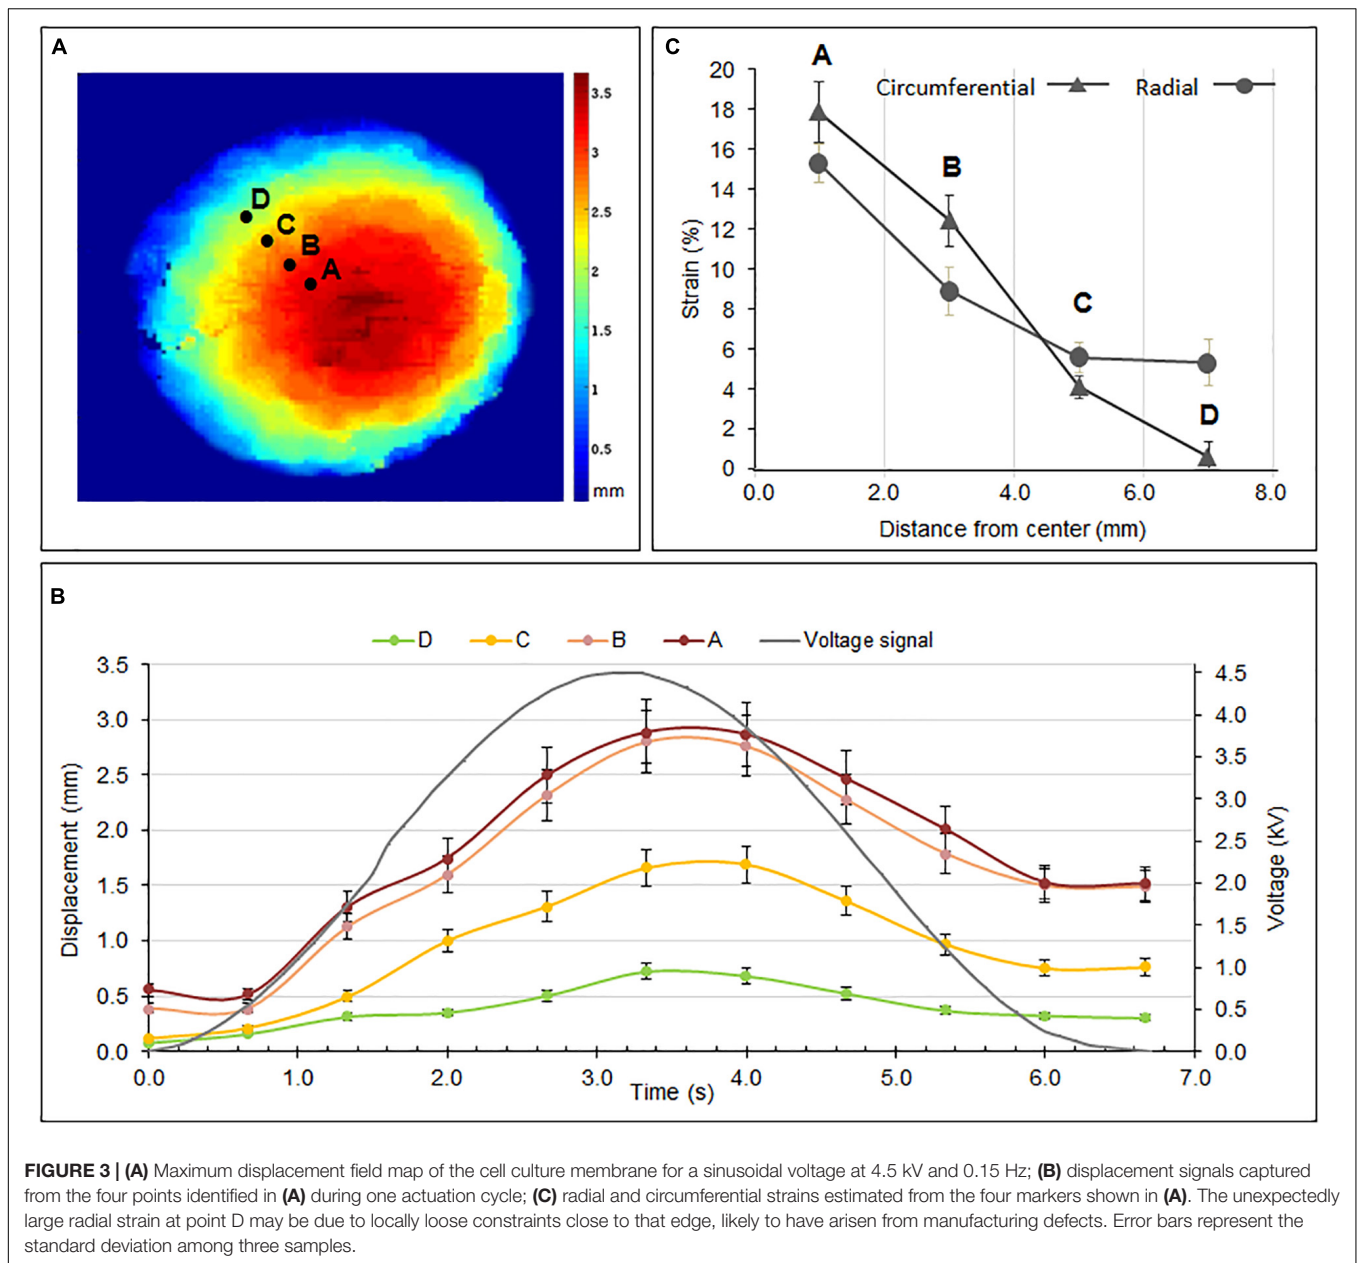 A
3.5
3
2.5
2
1.5
1
0.5
mm
D
C
B
A
C
A
B
C
D
Circumferential
Radial
20
18
16
14
12
10
8
6
4
2
0
Strain (%)
0.0 2.0 4.0 6.0 8.0
Distance from center (mm)
B
D C B A Voltage signal
3.5
3.0
2.5
2.0
1.5
1.0
0.5
0.0
Displacement (mm)
4.5
4.0
3.5
3.0
2.5
2.0
1.5
1.0
0.5
0.0
Voltage (KV)
0.0 1.0 2.0 3.0 4.0 5.0 6.0 7.0
Time (s)
FIGURE 3 | (A) Maximum displacement field map of the cell culture membrane for a sinusoidal voltage at 4.5 kV and 0.15 Hz; (B) displacement signals captured
from the four points identified in (A) during one actuation cycle; (C) radial and circumferential strains estimated from the four markers shown in (A). The unexpectedly
large radial strain at point D may be due to locally loose constraints close to that edge, likely to have arisen from manufacturing defects. Error bars represent the
standard deviation among three samples.